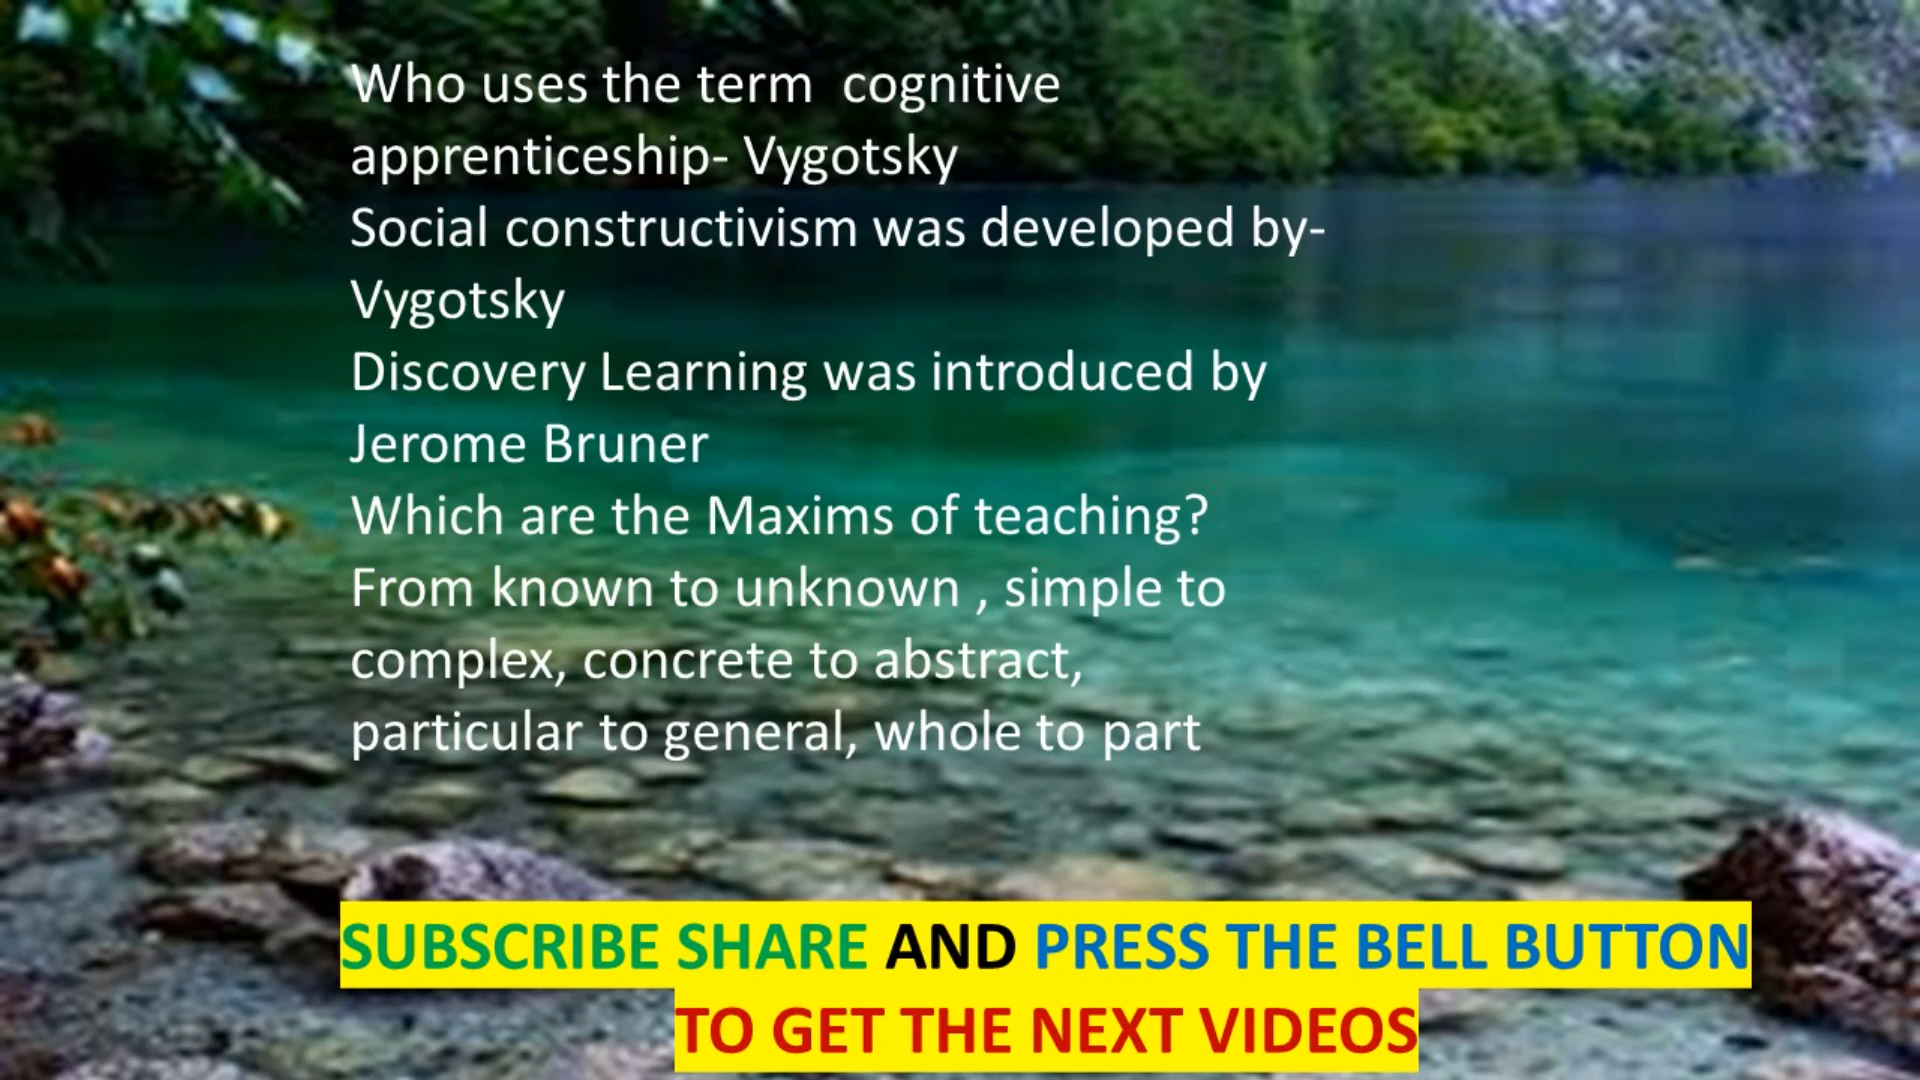 Who uses the term  cognitive
apprenticeship- Vygotsky
Social constructivism was developed by-
Vygotsky
Discovery Learning was introduced by
Jerome Bruner
Which are the Maxims of teaching?
From known to unknown , simple to
complex, concrete to abstract,
particular to general, whole to part
SUBSCRIBE SHARE AND PRESS THE BELL BUTTON
TO GET THE NEXT VIDEOS